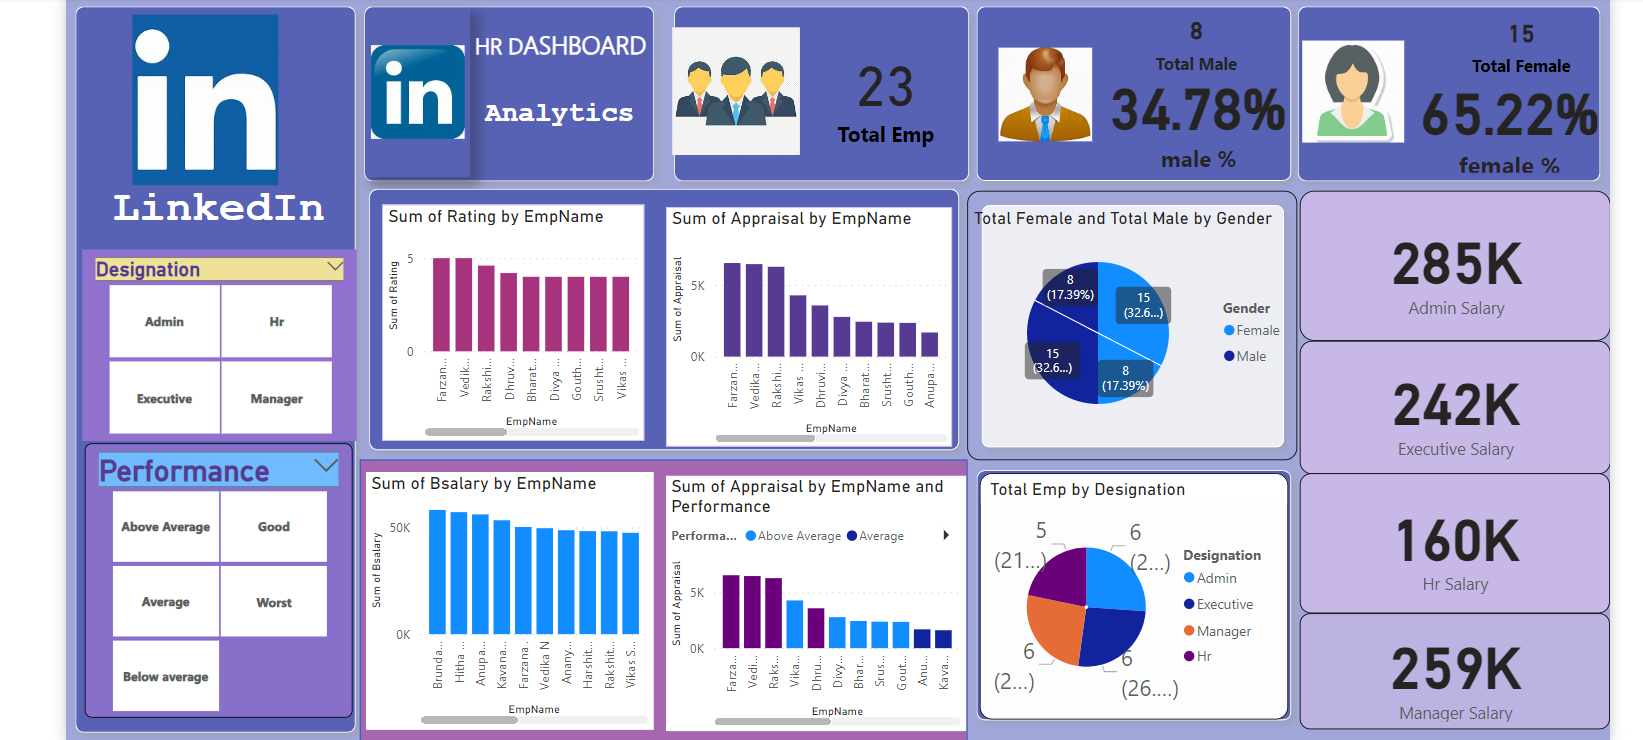 in
LinkedIn
in
HR DASHBOARD
Analytics
23
Total Emp
8
Total Male
34.78%
male %
15
Total Female
65.22%
female %
Designation
Admin
Hr
Executive
Manager
Performance
Above Average
Good
Average
Worst
Below average
Sum of Rating by EmpName
Sum of Rating
5
0
Farzan...
Vedik...
Rakshi...
Dhruv...
Bharat...
Divya ...
Gouth...
Srusht...
Vikas ...
EmpName
Sum of Appraisal by EmpName
Sum of Appraisal
5K
0K
Farzan...
Vedika...
Rakshi...
Vikas ...
Dhruvi...
Divya ...
Bharat...
Srusht...
Gouth...
Anupa...
EmpName
Total Female and Total Male by Gender
8
(17.39%)
15
(32.6...)
15
(32.6...)
8
(17.39%)
Gender
Female
Male
285K
Admin Salary
242K
Executive Salary
160K
Hr Salary
259K
Manager Salary
Sum of Bsalary by EmpName
Sum of Bsalary
50K
0K
Brunda...
Hitha ...
Anupa...
Kavana...
Farzana...
Vedika N
Anany...
Harshit...
Rakshit...
Vikas S...
EmpName
Sum of Appraisal by EmpName and
Performance
Performa...
Above Average
Average
Sum of Appraisal
5K
0K
Farza...
Vedi...
Raks...
Vika...
Dhru...
Divy...
Bhar...
Srus...
Gout...
Anu...
Kava...
EmpName
Total Emp by Designation
5
(21...)
6
(2...)
6
(2...)
6
(26....)
Designation
Admin
Executive
Manager
Hr